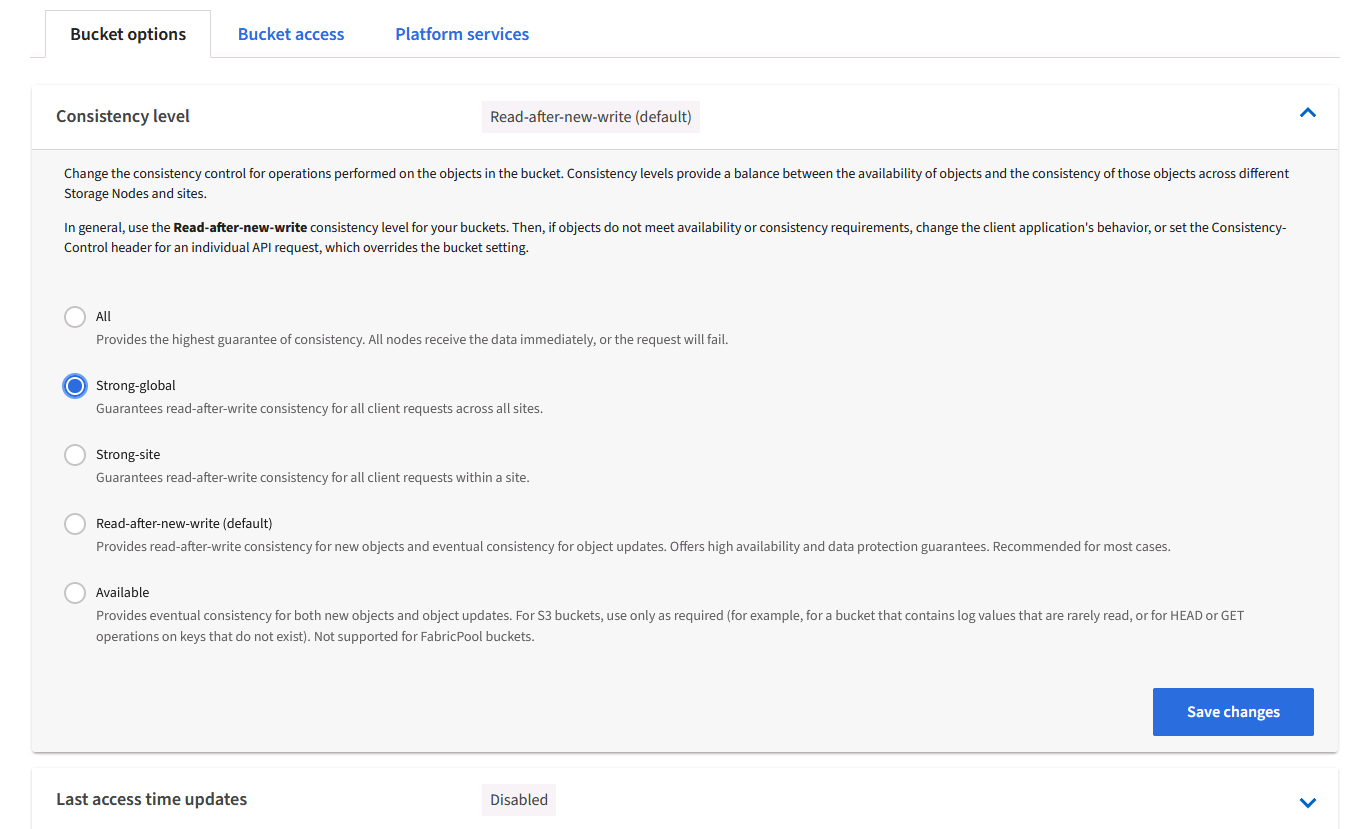 Bucket options
Bucket access
Platform services
Consistency level
Read-after-new-write (default)
Change the consistency control for operations performed on the objects in the bucket. Consistency levels provide a balance between the availability of objects and the consistency of those objects across different
Storage Nodes and sites.
In general, use the Read-after-new-write consistency level for your buckets. Then, if objects do not meet availability or consistency requirements, change the client application's behavior, or set the Consistency-
Control header for an individual API request, which overrides the bucket setting.
All
Provides the highest guarantee of consistency. All nodes receive the data immediately, or the request will fail.
Strong-global
Guarantees read-after-write consistency for all client requests across all sites.
Strong-site
Guarantees read-after-write consistency for all client requests within a site.
Read-after-new-write (default)
Provides read-after-write consistency for new objects and eventual consistency for object updates. Offers high availability and data protection guarantees. Recommended for most cases.
Available
Provides eventual consistency for both new objects and object updates. For S3 buckets, use only as required (for example, for a bucket that contains log values that are rarely read, or for HEAD or GET
operations on keys that do not exist). Not supported for FabricPool buckets.
Save changes
Last access time updates
Disabled